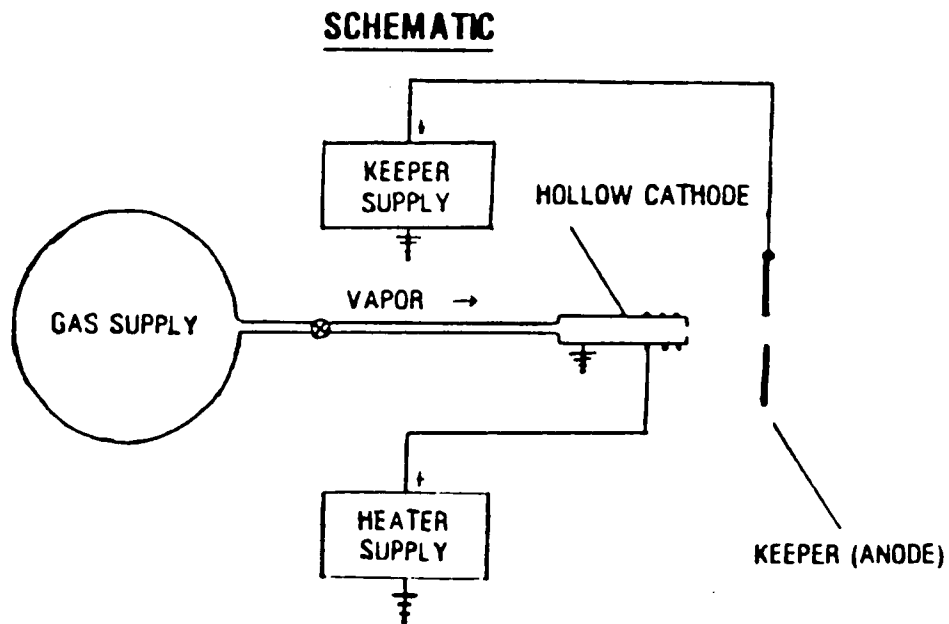 SCHEMATIC
+
KEEPER
SUPPLY
HOLLOW CATHODE
VAPOR →
GAS SUPPLY
+
HEATER
SUPPLY
KEEPER (ANODE)